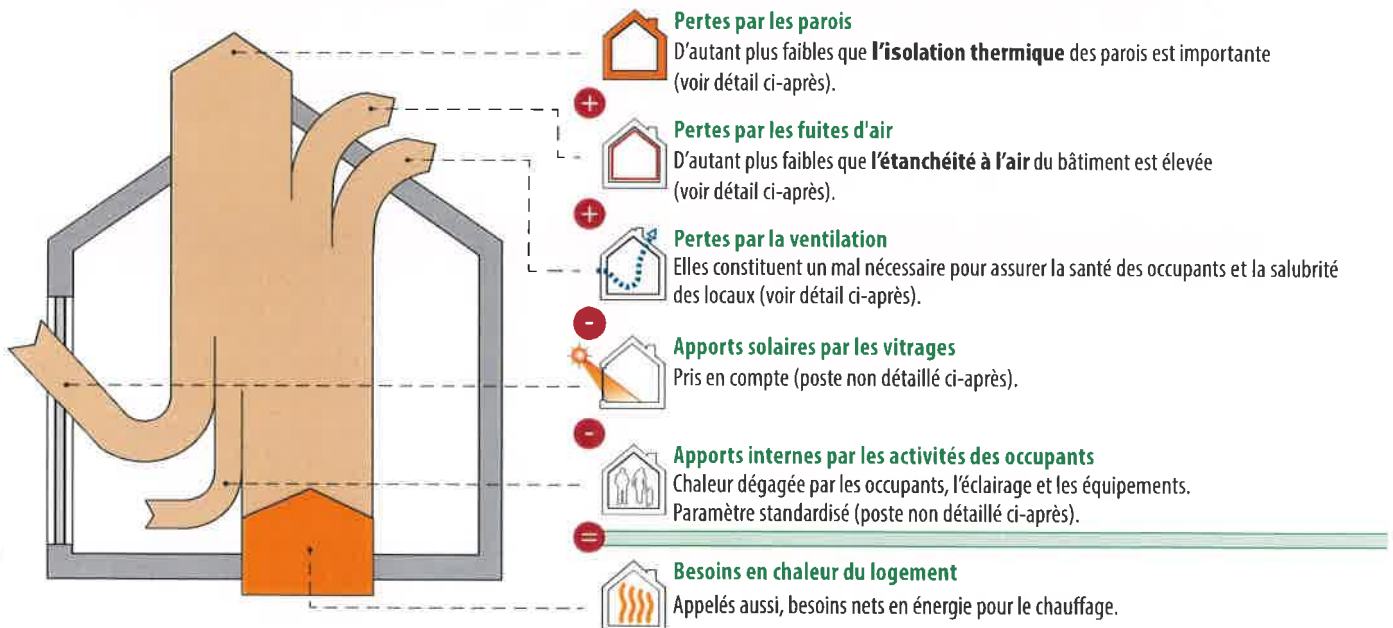 Pertes par les parois
D'autant plus faibles que l'isolation thermique des parois est importante
(voir détail ci-après).
+
Pertes par les fuites d'air
D'autant plus faibles que l'étanchéité à l'air du bâtiment est élevée
(voir détail ci-après).
+
Pertes par la ventilation
Elles constituent un mal nécessaire pour assurer la santé des occupants et la salubrité
des locaux (voir détail ci-après).
-
Apports solaires par les vitrages
Pris en compte (poste non détaillé ci-après).
-
Apports internes par les activités des occupants
Chaleur dégagée par les occupants, l'éclairage et les équipements.
Paramètre standardisé (poste non détaillé ci-après).
=
Besoins en chaleur du logement
Appelés aussi, besoins nets en énergie pour le chauffage.